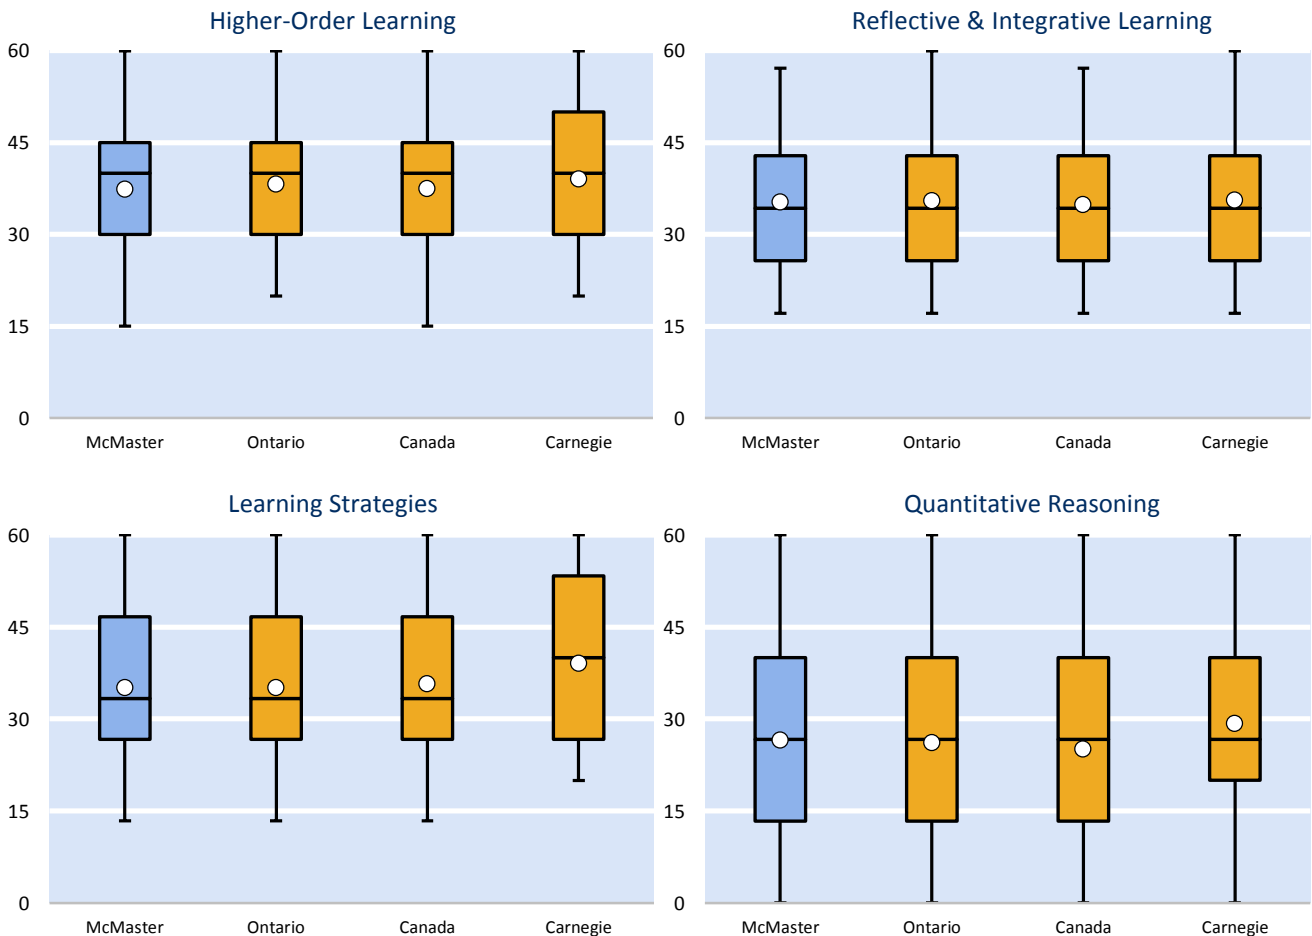 Higher-Order Learning
60
45
30
15
0
McMaster Ontario Canada Carnegie
Reflective & Integrative Learning
60
45
30
15
0
McMaster Ontario Canada Carnegie
Learning Strategies
60
45
30
15
0
McMaster Ontario Canada Carnegie
Quantitative Reasoning
60
45
30
15
0
McMaster Ontario Canada Carnegie